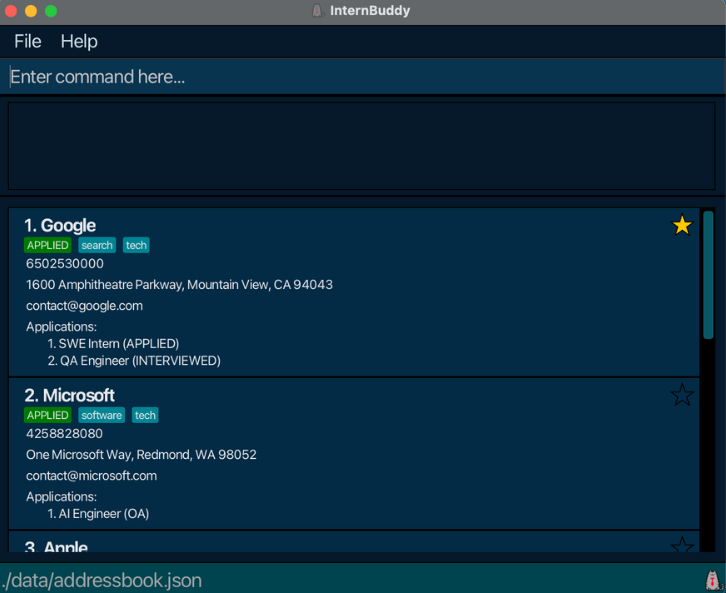 InternBuddy
File Help
Enter command here...
1. Google
APPLIED search tech
6502530000
1600 Amphitheatre Parkway, Mountain View, CA 94043
contact@google.com
Applications:
1. SWE Intern (APPLIED)
2. QA Engineer (INTERVIEWED)
2. Microsoft
APPLIED software tech
4258828080
One Microsoft Way, Redmond, WA 98052
contact@microsoft.com
Applications:
1. AI Engineer (OA)
3. Apple
./data/addressbook.json